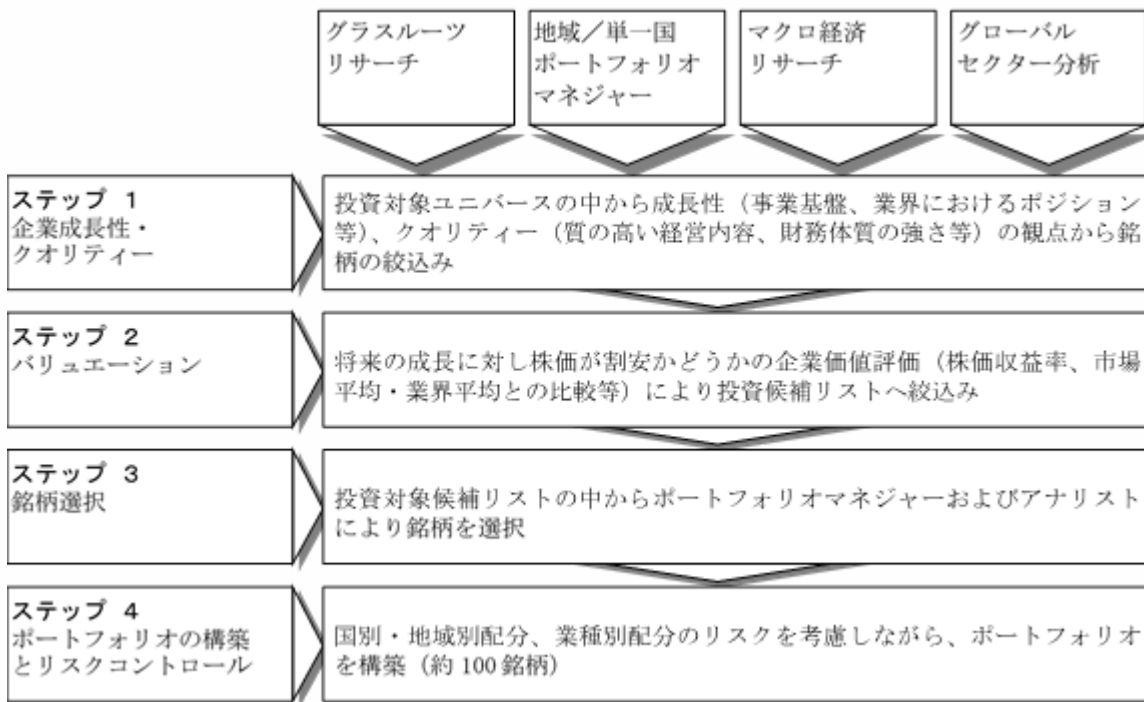 グラスルーツ
リサーチ
地域／単一国
ポートフォリオ
マネジャー
マクロ経済
リサーチ
グローバル
セクター分析
ステップ 1
企業成長性・
クオリティー
投資対象ユニバースの中から成長性（事業基盤、業界におけるポジション
等）、クオリティー（質の高い経営内容、財務体質の強さ等）の観点から銘
柄の絞込み
ステップ 2
バリュエーション
将来の成長に対し株価が割安かどうかの企業価値評価（株価収益率、市場
平均・業界平均との比較等）により投資候補リストへ絞込み
ステップ 3
銘柄選択
投資対象候補リストの中からポートフォリオマネジャーおよびアナリスト
により銘柄を選択
ステップ 4
ポートフォリオの構築
とリスクコントロール
国別・地域別配分、業種別配分のリスクを考慮しながら、ポートフォリオ
を構築（約 100 銘柄）